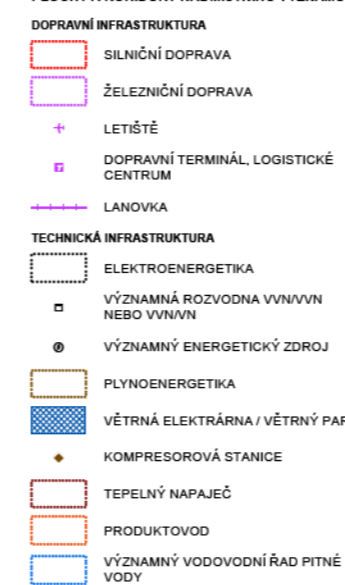 DOPRAVNÍ INFRASTRUKTURA
SILNIČNÍ DOPRAVA
ŽELEZNIČNÍ DOPRAVA
LETIŠTĚ
DOPRAVNÍ TERMINÁL, LOGISTICKÉ
CENTRUM
LANOVKA
TECHNICKÁ INFRASTRUKTURA
ELEKTROENERGETIKA
VÝZNAMNÁ ROZVODNA VVN/VVN
NEBO VVN/VN
VÝZNAMNÝ ENERGETICKÝ ZDROJ
PLYNOENERGETIKA
VĚTRNÁ ELEKTRÁRNA / VĚTRNÝ PAR
KOMPRESOROVÁ STANICE
TEPELNÝ NAPAJEČ
PRODUKTOVOD
VÝZNAMNÝ VODOVODNÍ ŘAD PITNÉ
VODY